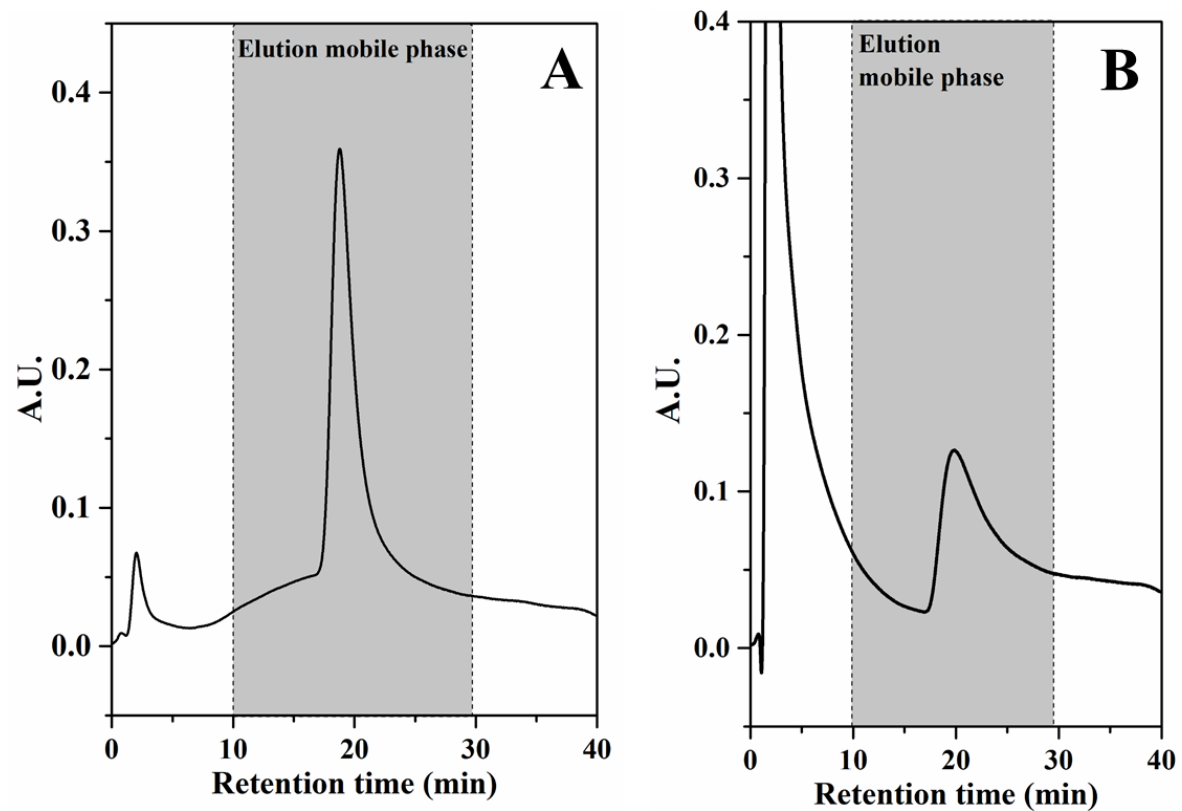 Elution mobile phase
A
0.4
0.3
0.2
0.1
0.0
A.U.
0
10
20
30
40
Retention time (min)
Elution
mobile phase
B
0.4
0.3
0.2
0.1
0.0
A.U.
0
10
20
30
40
Retention time (min)